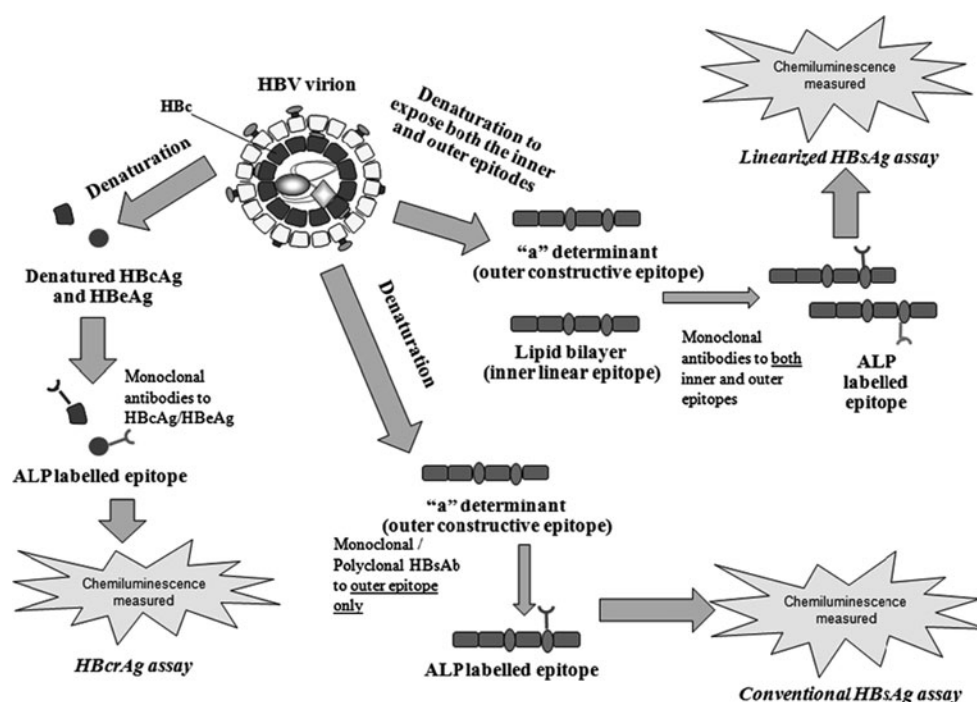 HBV virion
HBc
Denaturation
Denaturation to
expose both the inner
and outer epitodes
Chemiluminescence
measured
Linearized HBsAg assay
Denatured HBcAg
and HBeAg
"a" determinant
(outer constructive epitope)
Lipid bilayer
(inner linear epitope)
Monoclonal
antibodies to both
inner and outer
epitopes
ALP
labelled
epitope
Denaturation
Monoclonal
antibodies to
HBcAg/HBeAg
ALP labelled epitope
Chemiluminescence
measured
HBcrAg assay
"a" determinant
(outer constructive epitope)
Monoclonal /
Polyclonal HBsAb
to outer epitope
only
ALP labelled epitope
Chemiluminescence
measured
Conventional HBsAg assay